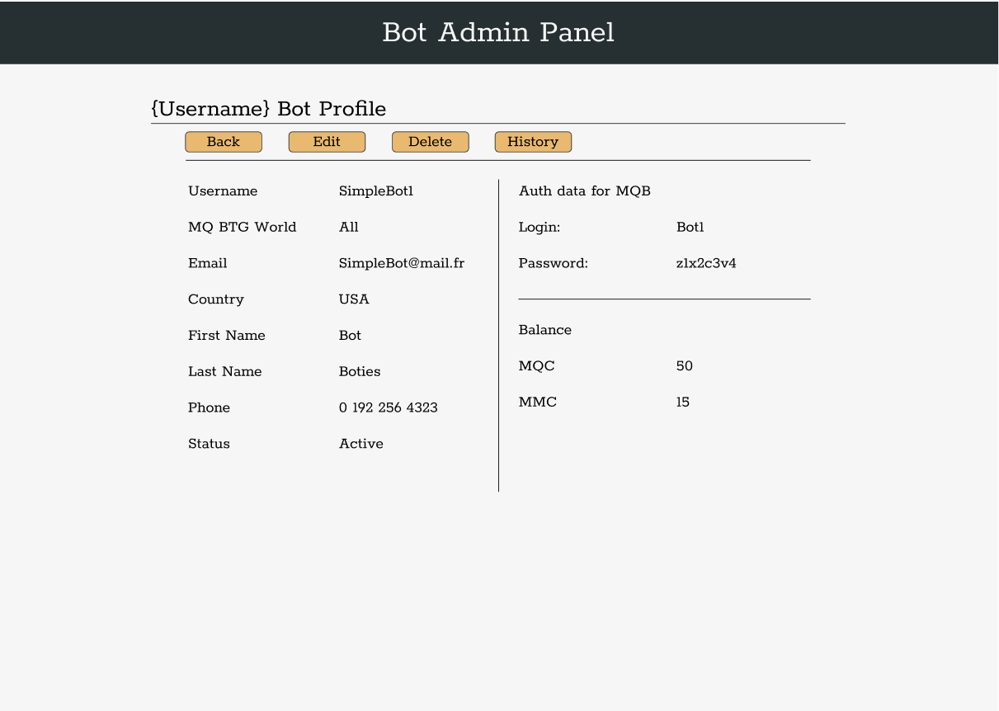 Bot Admin Panel
{Username} Bot Profile
Back Edit Delete History
Username SimpleBot1
MQ BTG World All
Email SimpleBot@mail.fr
Country USA
First Name Bot
Last Name Boties
Phone 0 192 256 4323
Status Active
Auth data for MQB
Login: Bot1
Password: z1x2c3v4
Balance
MQC 50
MMC 15